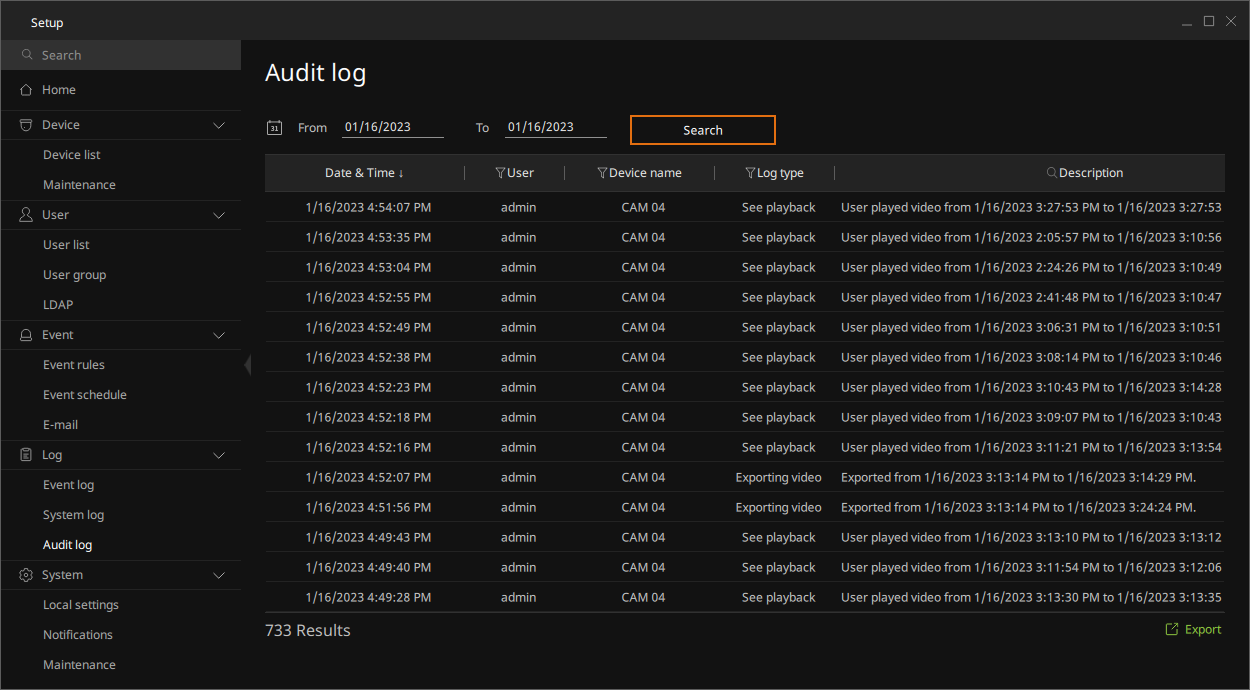 Setup
Search
Home
Device
Device list
Maintenance
User
User list
User group
LDAP
Event
Event rules
Event schedule
E-mail
Log
Event log
System log
Audit log
System
Local settings
Notifications
Maintenance
Audit log
31 From 01/16/2023 To 01/16/2023 Search
Date & Time ↓ User Device name Log type Description
1/16/2023 4:54:07 PM admin CAM 04 See playback User played video from 1/16/2023 3:27:53 PM to 1/16/2023 3:27:53
1/16/2023 4:53:35 PM admin CAM 04 See playback User played video from 1/16/2023 2:05:57 PM to 1/16/2023 3:10:56
1/16/2023 4:53:04 PM admin CAM 04 See playback User played video from 1/16/2023 2:24:26 PM to 1/16/2023 3:10:49
1/16/2023 4:52:55 PM admin CAM 04 See playback User played video from 1/16/2023 2:41:48 PM to 1/16/2023 3:10:47
1/16/2023 4:52:49 PM admin CAM 04 See playback User played video from 1/16/2023 3:06:31 PM to 1/16/2023 3:10:51
1/16/2023 4:52:38 PM admin CAM 04 See playback User played video from 1/16/2023 3:08:14 PM to 1/16/2023 3:10:46
1/16/2023 4:52:23 PM admin CAM 04 See playback User played video from 1/16/2023 3:10:43 PM to 1/16/2023 3:14:28
1/16/2023 4:52:18 PM admin CAM 04 See playback User played video from 1/16/2023 3:09:07 PM to 1/16/2023 3:10:43
1/16/2023 4:52:16 PM admin CAM 04 See playback User played video from 1/16/2023 3:11:21 PM to 1/16/2023 3:13:54
1/16/2023 4:52:07 PM admin CAM 04 Exporting video Exported from 1/16/2023 3:13:14 PM to 1/16/2023 3:14:29 PM.
1/16/2023 4:51:56 PM admin CAM 04 Exporting video Exported from 1/16/2023 3:13:14 PM to 1/16/2023 3:24:24 PM.
1/16/2023 4:49:43 PM admin CAM 04 See playback User played video from 1/16/2023 3:13:10 PM to 1/16/2023 3:13:12
1/16/2023 4:49:40 PM admin CAM 04 See playback User played video from 1/16/2023 3:11:54 PM to 1/16/2023 3:12:06
1/16/2023 4:49:28 PM admin CAM 04 See playback User played video from 1/16/2023 3:13:30 PM to 1/16/2023 3:13:35
733 Results
Export